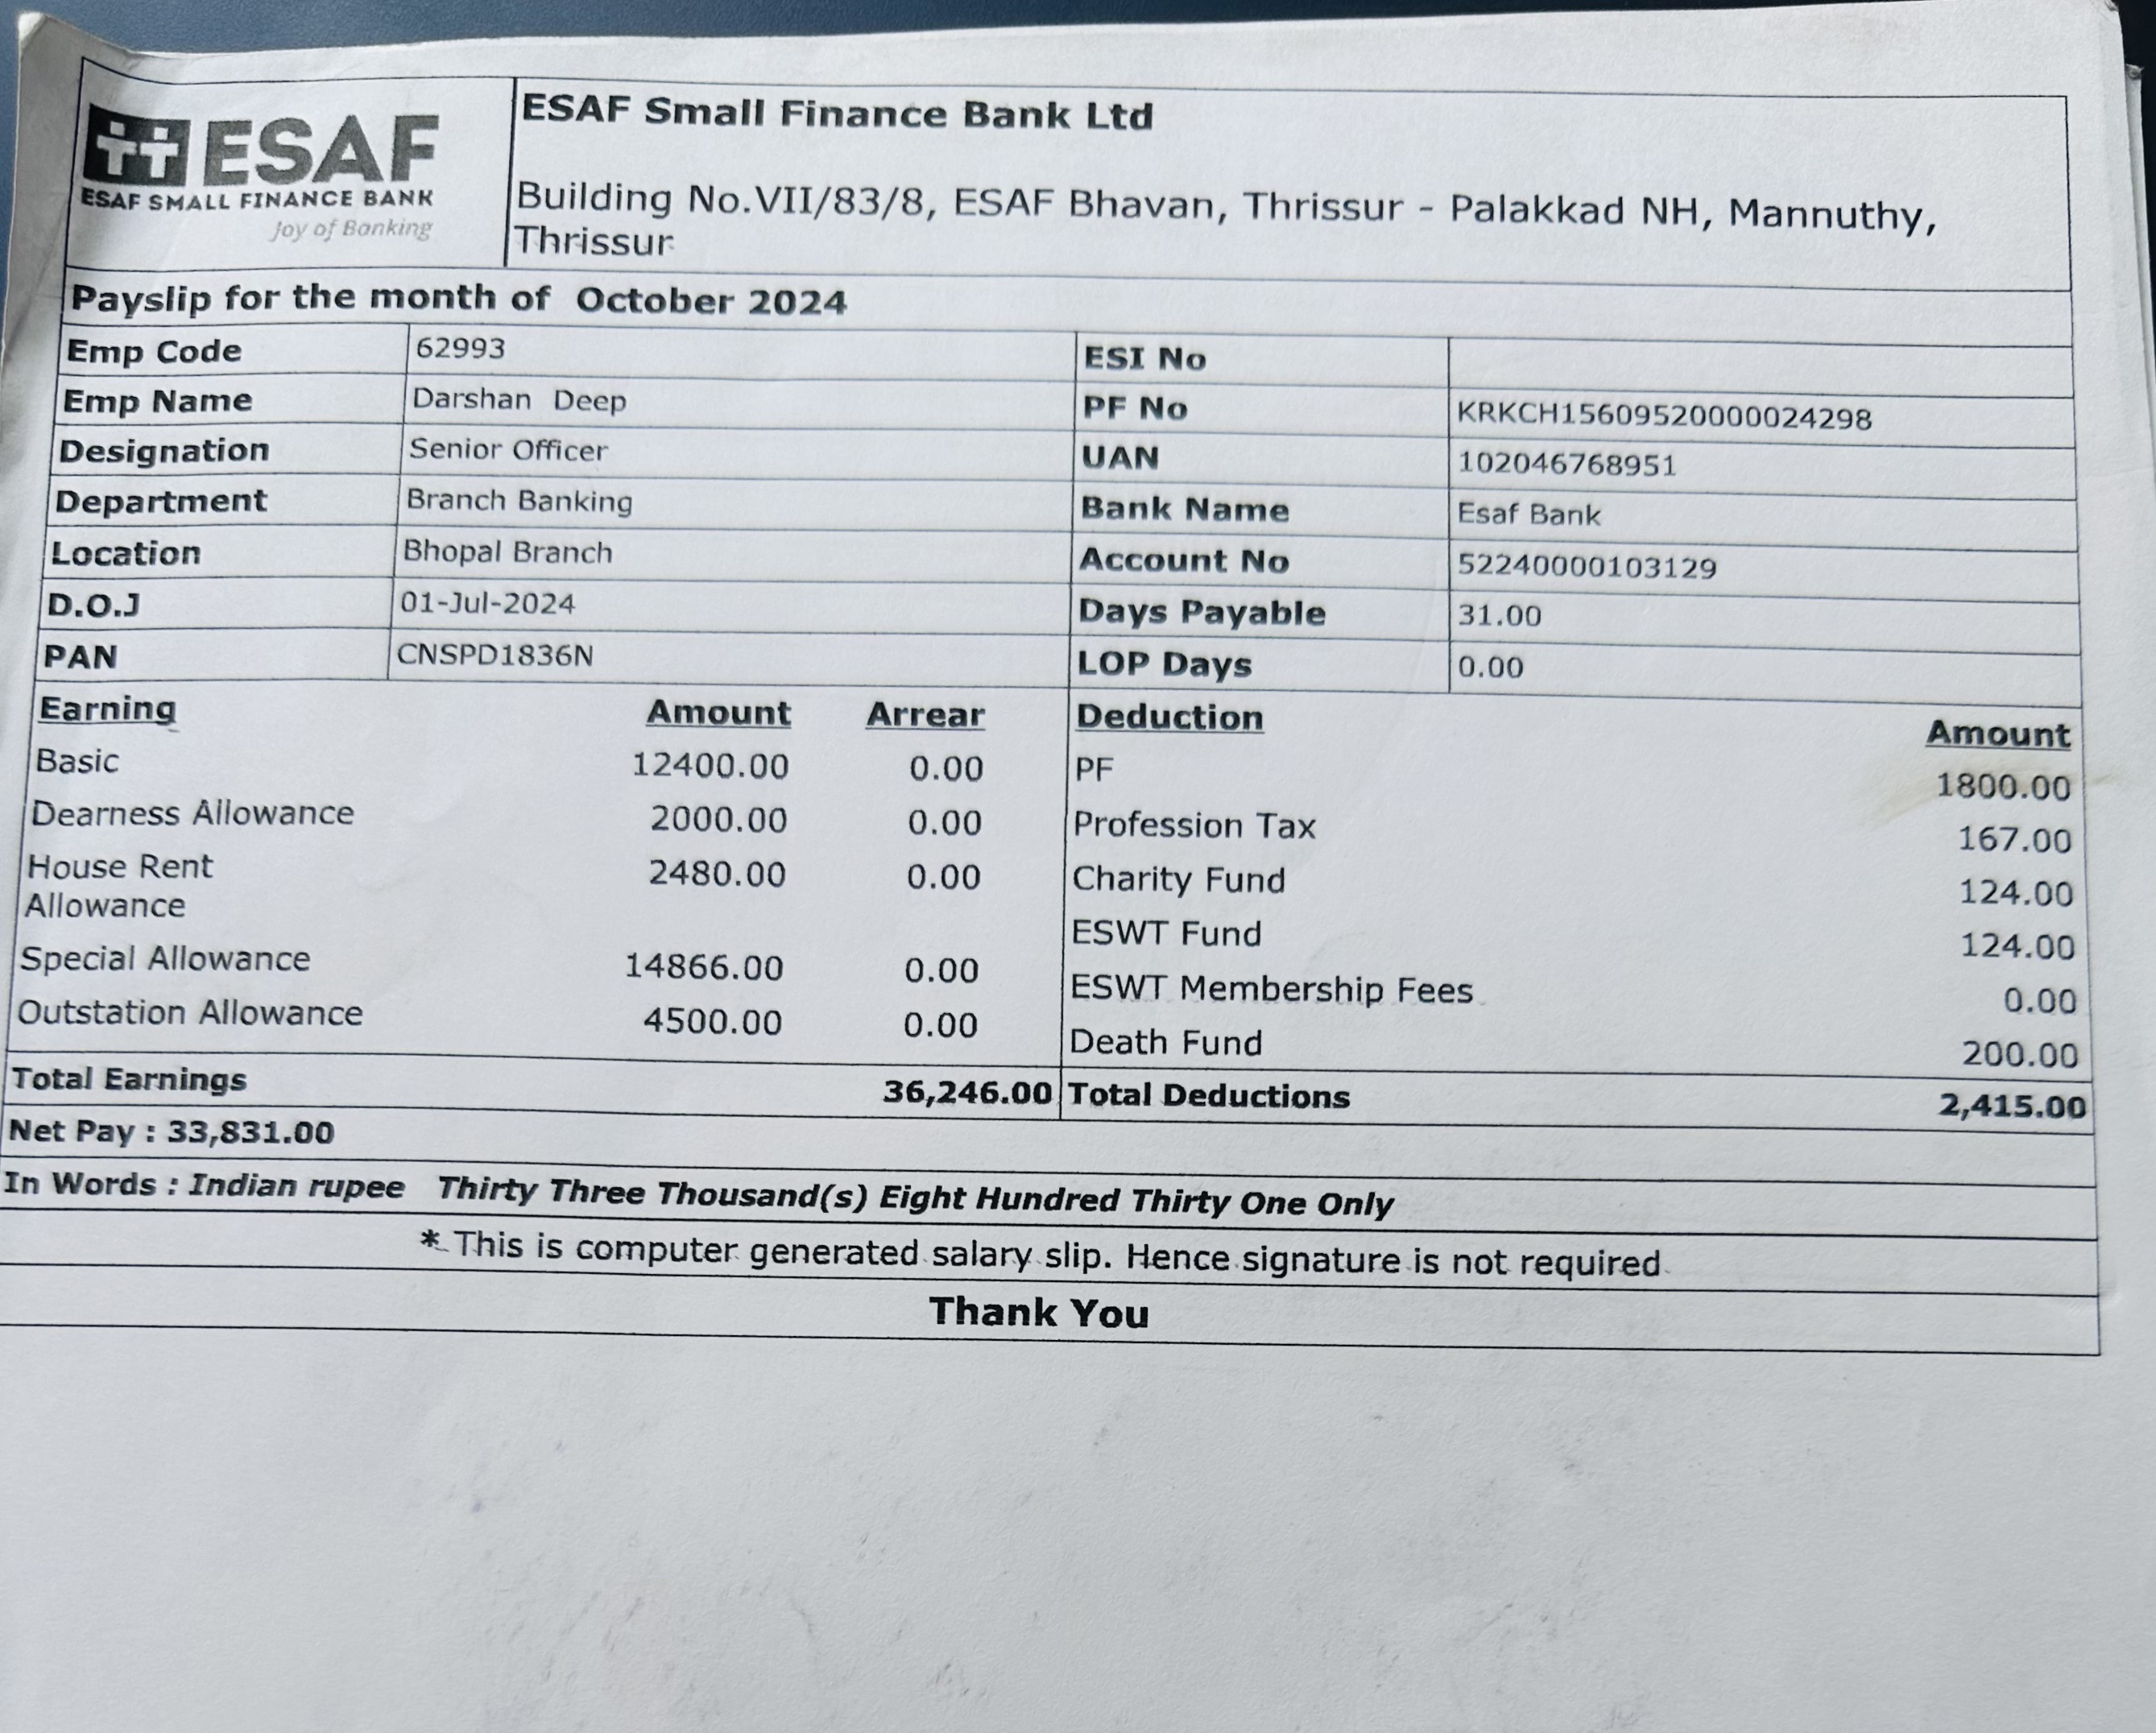 ESAF
ESAF SMALL FINANCE BANK
Joy of Banking
ESAF Small Finance Bank Ltd
Building No.VII/83/8, ESAF Bhavan, Thrissur - Palakkad NH, Mannuthy,
Thrissur
Payslip for the month of October 2024
Emp Code 62993 ESI No
Emp Name Darshan Deep PF No KRKCH15609520000024298
Designation Senior Officer UAN 102046768951
Department Branch Banking Bank Name Esaf Bank
Location Bhopal Branch Account No 52240000103129
D.O.J 01-Jul-2024 Days Payable 31.00
PAN CNSPD1836N LOP Days 0.00
Earning Amount Arrear Deduction Amount
Basic 12400.00 0.00 PF 1800.00
Dearness Allowance 2000.00 0.00 Profession Tax 167.00
House Rent 2480.00 0.00 Charity Fund 124.00
Allowance ESWT Fund 124.00
Special Allowance 14866.00 0.00 ESWT Membership Fees 0.00
Outstation Allowance 4500.00 0.00 Death Fund 200.00
Total Earnings 36,246.00 Total Deductions 2,415.00
Net Pay : 33,831.00
In Words : Indian rupee Thirty Three Thousand(s) Eight Hundred Thirty One Only
* This is computer generated salary slip. Hence signature is not required
Thank You